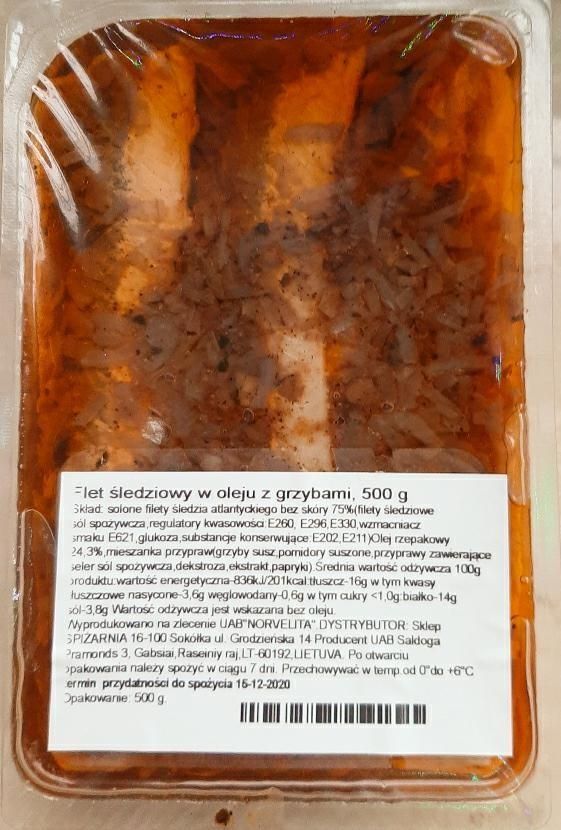 Filet śledziowy w oleju z grzybami, 500 g
Skład: solone filety śledzia atlantyckiego bez skóry 75%(filety śledziowe
sól spożywcza,regulatory kwasowości:E260, E296,E330,wzmacniacz
smaku E621,glukoza,substancje konserwujące:E202,E211)Olej rzepakowy
24,3%,mieszanka przypraw(grzyby susz,pomidory suszone,przyprawy zawierające
seler sól spożywcza,dekstroza,ekstrakt,papryki).Średnia wartość odżywcza 100g
produktu:wartość energetyczna-836kJ/201kcal:tłuszcz-16g w tym kwasy
tłuszczowe nasycone-3,6g węglowodany-0,6g w tym cukry <1,0g:białko-14g
sól-3,8g Wartość odżywcza jest wskazana bez oleju.
Wyprodukowano na zlecenie UAB"NORVELITA".DYSTRYBUTOR: Sklep
SPIŻARNIA 16-100 Sokółka ul. Grodzieńska 14 Producent UAB Saldoga
Pramonės 3, Gabsiai,Raseiniy raj,LT-60192,LIETUVA. Po otwarciu
opakowania należy spożyć w ciągu 7 dni. Przechowywać w temp.od 0°do +6°C
termin przydatności do spożycia 15-12-2020
Opakowanie: 500 g.